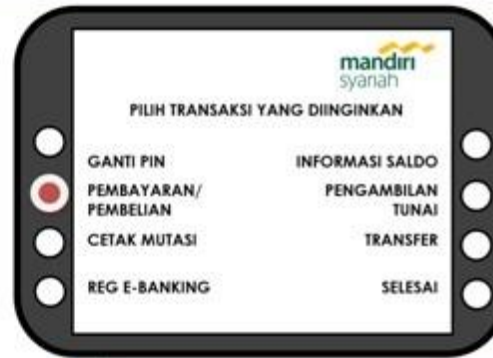 mandiri
syariah
PILIH TRANSAKSI YANG DIINGINKAN
GANTI PIN
INFORMASI SALDO
PEMBAYARAN/
PEMBELIAN
PENGAMBILAN
TUNAI
CETAK MUTASI
TRANSFER
REG E-BANKING
SELESAI